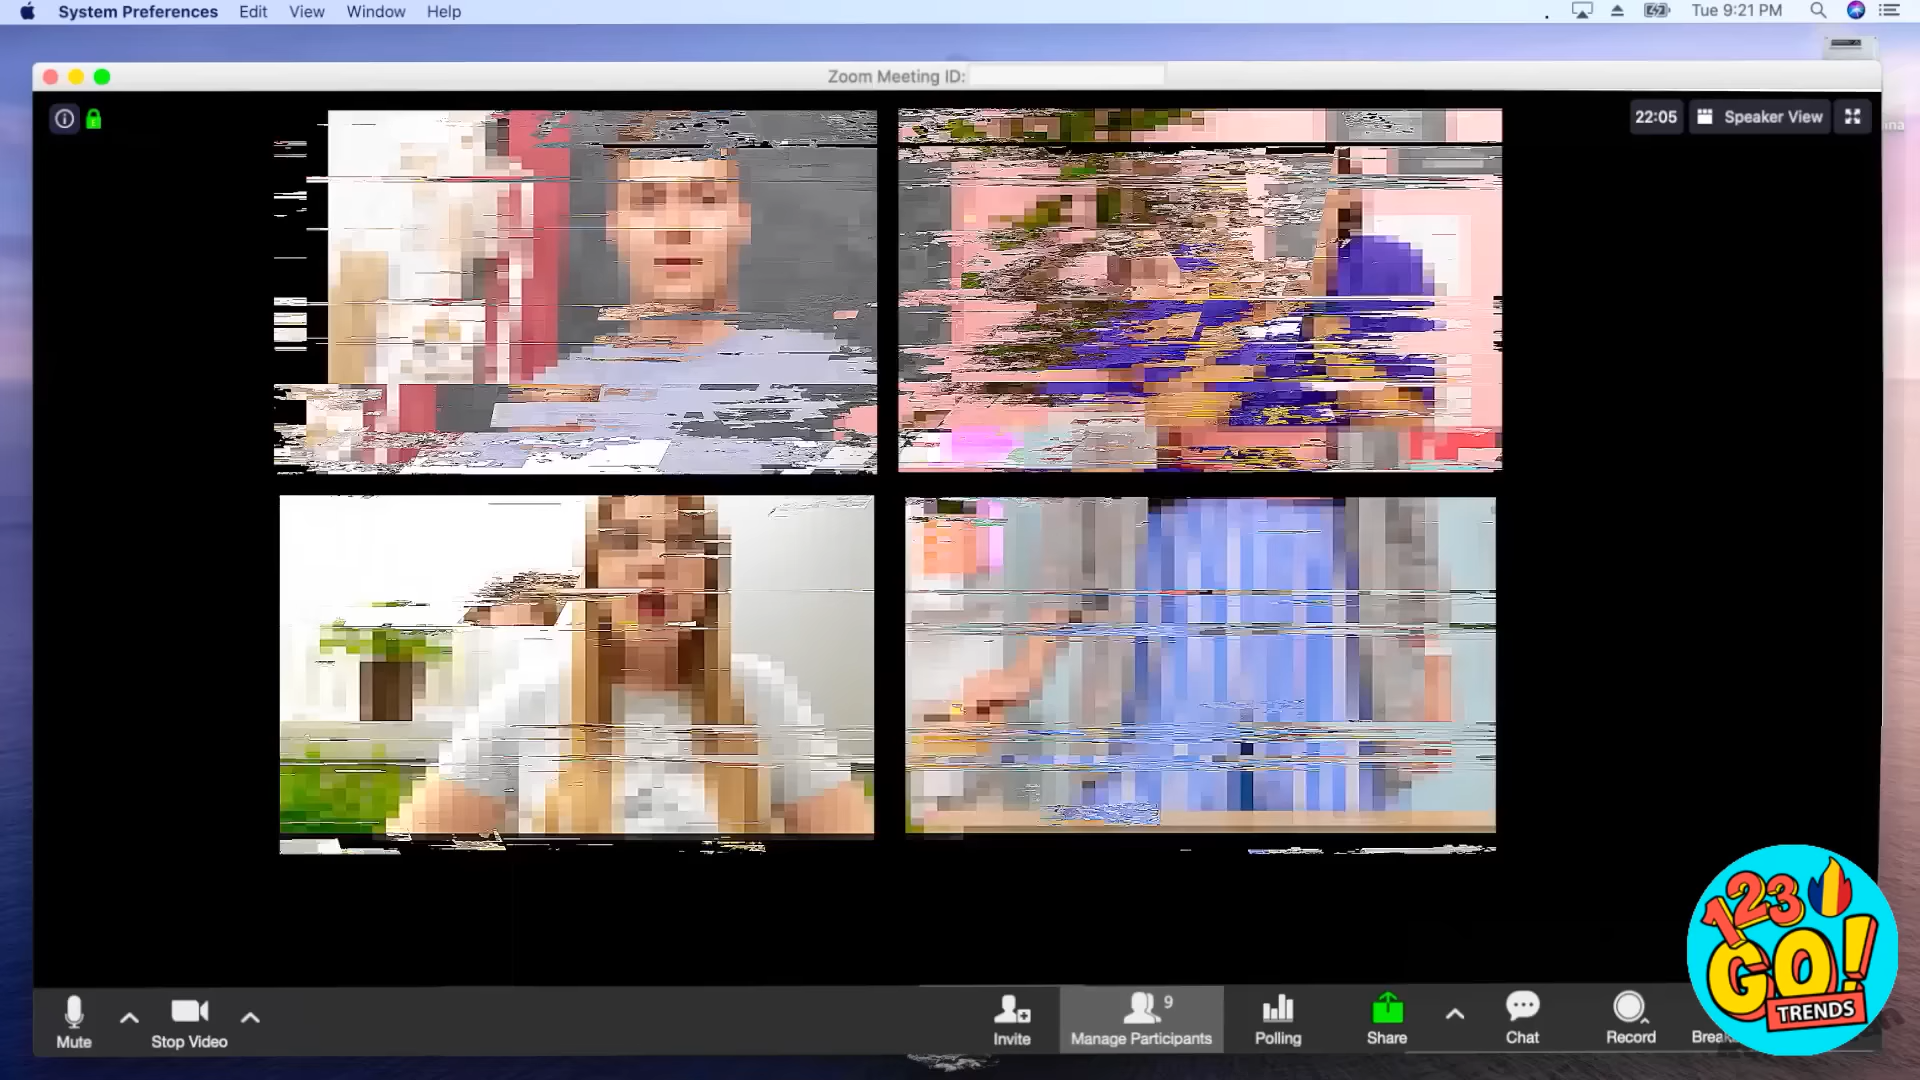 System Preferences Edit View Window Help
Tue 9:21 PM
Zoom Meeting ID:
22:05 Speaker View
Mute
Stop Video
Invite
9
Manage Participants
Polling
Share
Chat
Record
123
GO!
TRENDS